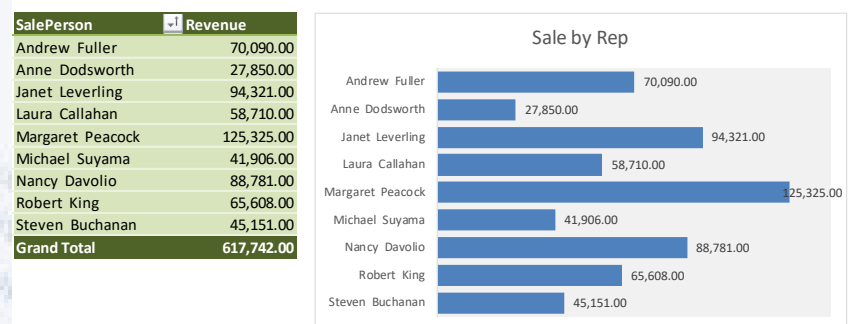 SalePerson Revenue
Andrew Fuller 70,090.00
Anne Dodsworth 27,850.00
Janet Leverling 94,321.00
Laura Callahan 58,710.00
Margaret Peacock 125,325.00
Michael Suyama 41,906.00
Nancy Davolio 88,781.00
Robert King 65,608.00
Steven Buchanan 45,151.00
Grand Total 617,742.00
Sale by Rep
Andrew Fuller 70,090.00
Anne Dodsworth 27,850.00
Janet Leverling 94,321.00
Laura Callahan 58,710.00
Margaret Peacock 125,325.00
Michael Suyama 41,906.00
Nancy Davolio 88,781.00
Robert King 65,608.00
Steven Buchanan 45,151.00